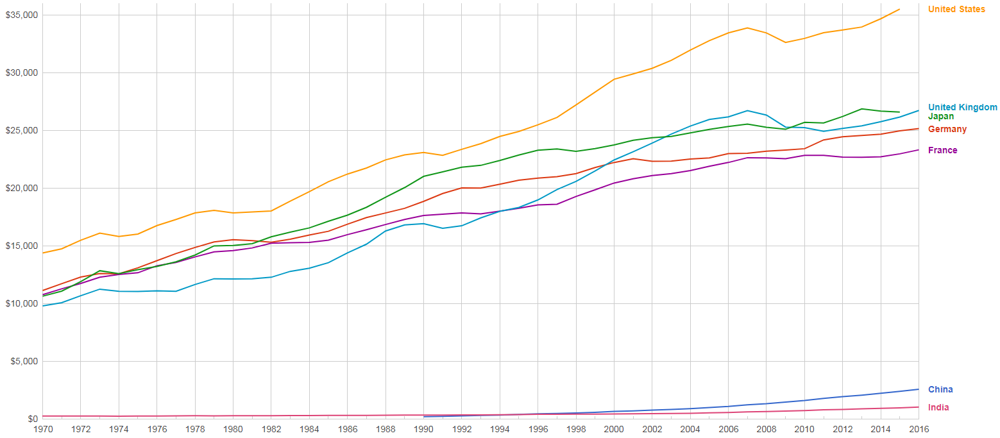 $35,000
$30,000
$25,000
$20,000
$15,000
$10,000
$5,000
$0
1970 1972 1974 1976 1978 1980 1982 1984 1986 1988 1990 1992 1994 1996 1998 2000 2002 2004 2006 2008 2010 2012 2014 2016
United States
United Kingdom
Japan
Germany
France
China
India